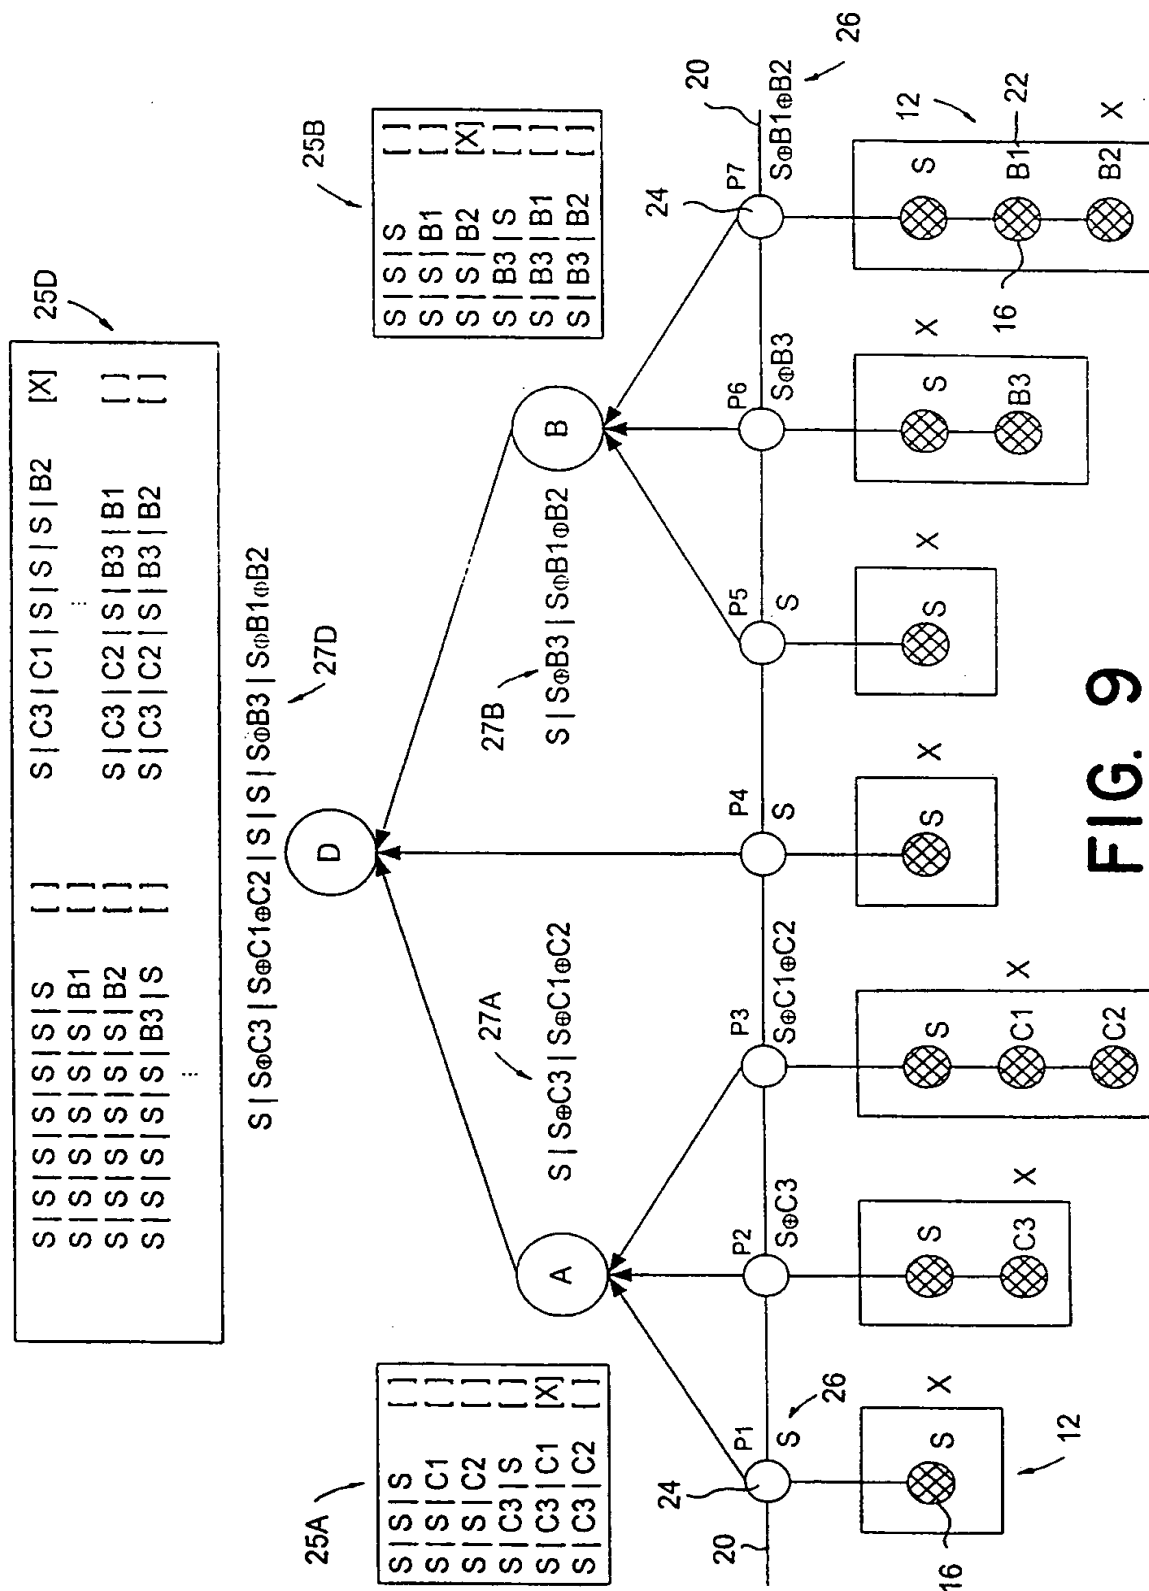 25D
S|S|S|S|S|S|S [ ]
S|S|S|S|S|S|B1 [ ]
S|S|S|S|S|S|B2 [ ]
S|S|S|S|S|B3|S [ ]
...
S|C3|C1|S|S|S|B2 [X]
...
S|C3|C2|S|B3|B1 [ ]
S|C3|C2|S|B3|B2 [ ]
S|S⊕C3|S⊕C1⊕C2|S|S|S⊕B3|S⊕B1⊕B2
27D
D
25A
S|S|S [ ]
S|S|C1 [ ]
S|S|C2 [ ]
S|C3|S [ ]
S|C3|C1 [X]
S|C3|C2 [ ]
25B
S|S|S [ ]
S|S|B1 [ ]
S|S|B2 [X]
S|B3|S [ ]
S|B3|B1 [ ]
S|B3|B2 [ ]
A
27A
S|S⊕C3|S⊕C1⊕C2
B
27B
S|S⊕B3|S⊕B1⊕B2
20
24
P1
S
26
P2
S⊕C3
P3
S⊕C1⊕C2
P4
S
P5
S
P6
S⊕B3
24
P7
S⊕B1⊕B2
20
26
S
X
16
12
S
C3
X
S
C1
X
C2
S
X
S
X
S
X
B3
12
S
B1
22
16
B2
X
FIG. 9